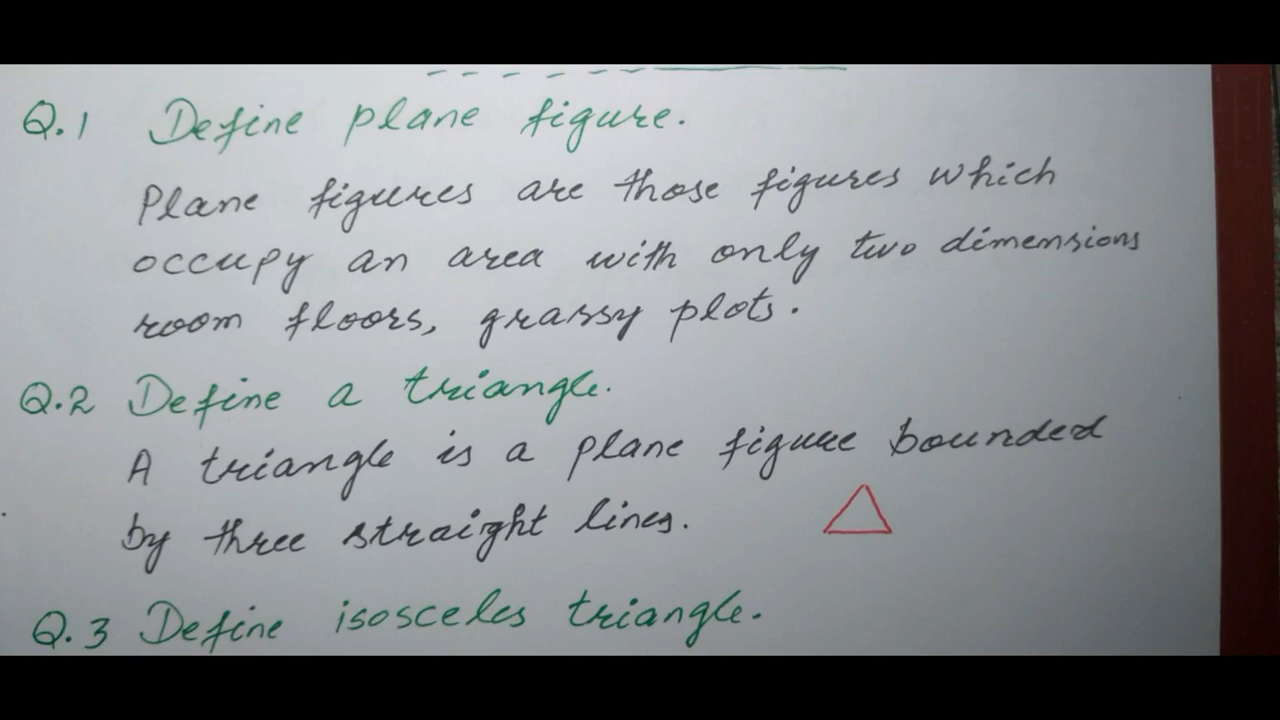 Q.1 Define plane figure.
Plane figures are those figures which
occupy an area with only two dimensions
room floors, grassy plots.
Q.2 Define a triangle.
A triangle is a plane figure bounded
by three straight lines.
Q.3 Define isosceles triangle.